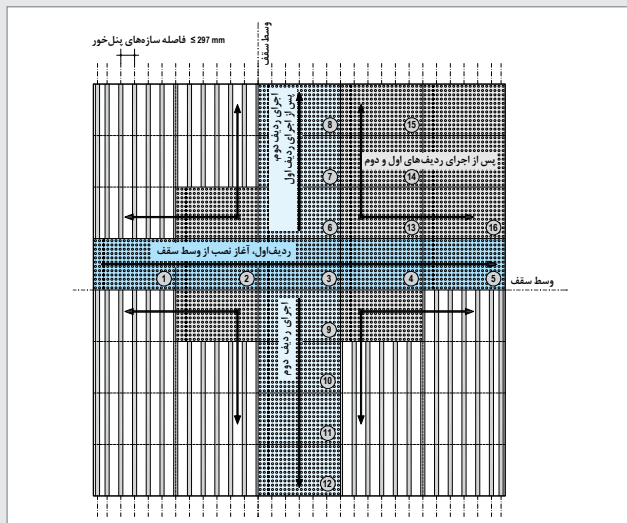 فاصله سازه‌های پنل‌خور ≤ 297 mm
وسط سقف
اجرای ردیف دوم،
پس از اجرای ردیف اول
8
15
پس از اجرای ردیف‌های اول و دوم
7
14
6
13
16
ردیف اول، آغاز نصب از وسط سقف
1
2
3
4
5
وسط سقف
اجرای ردیف دوم
9
10
11
12